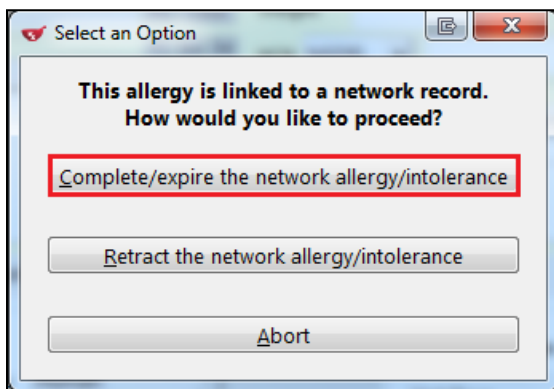 Select an Option
This allergy is linked to a network record.
How would you like to proceed?
Complete/expire the network allergy/intolerance
Retract the network allergy/intolerance
Abort